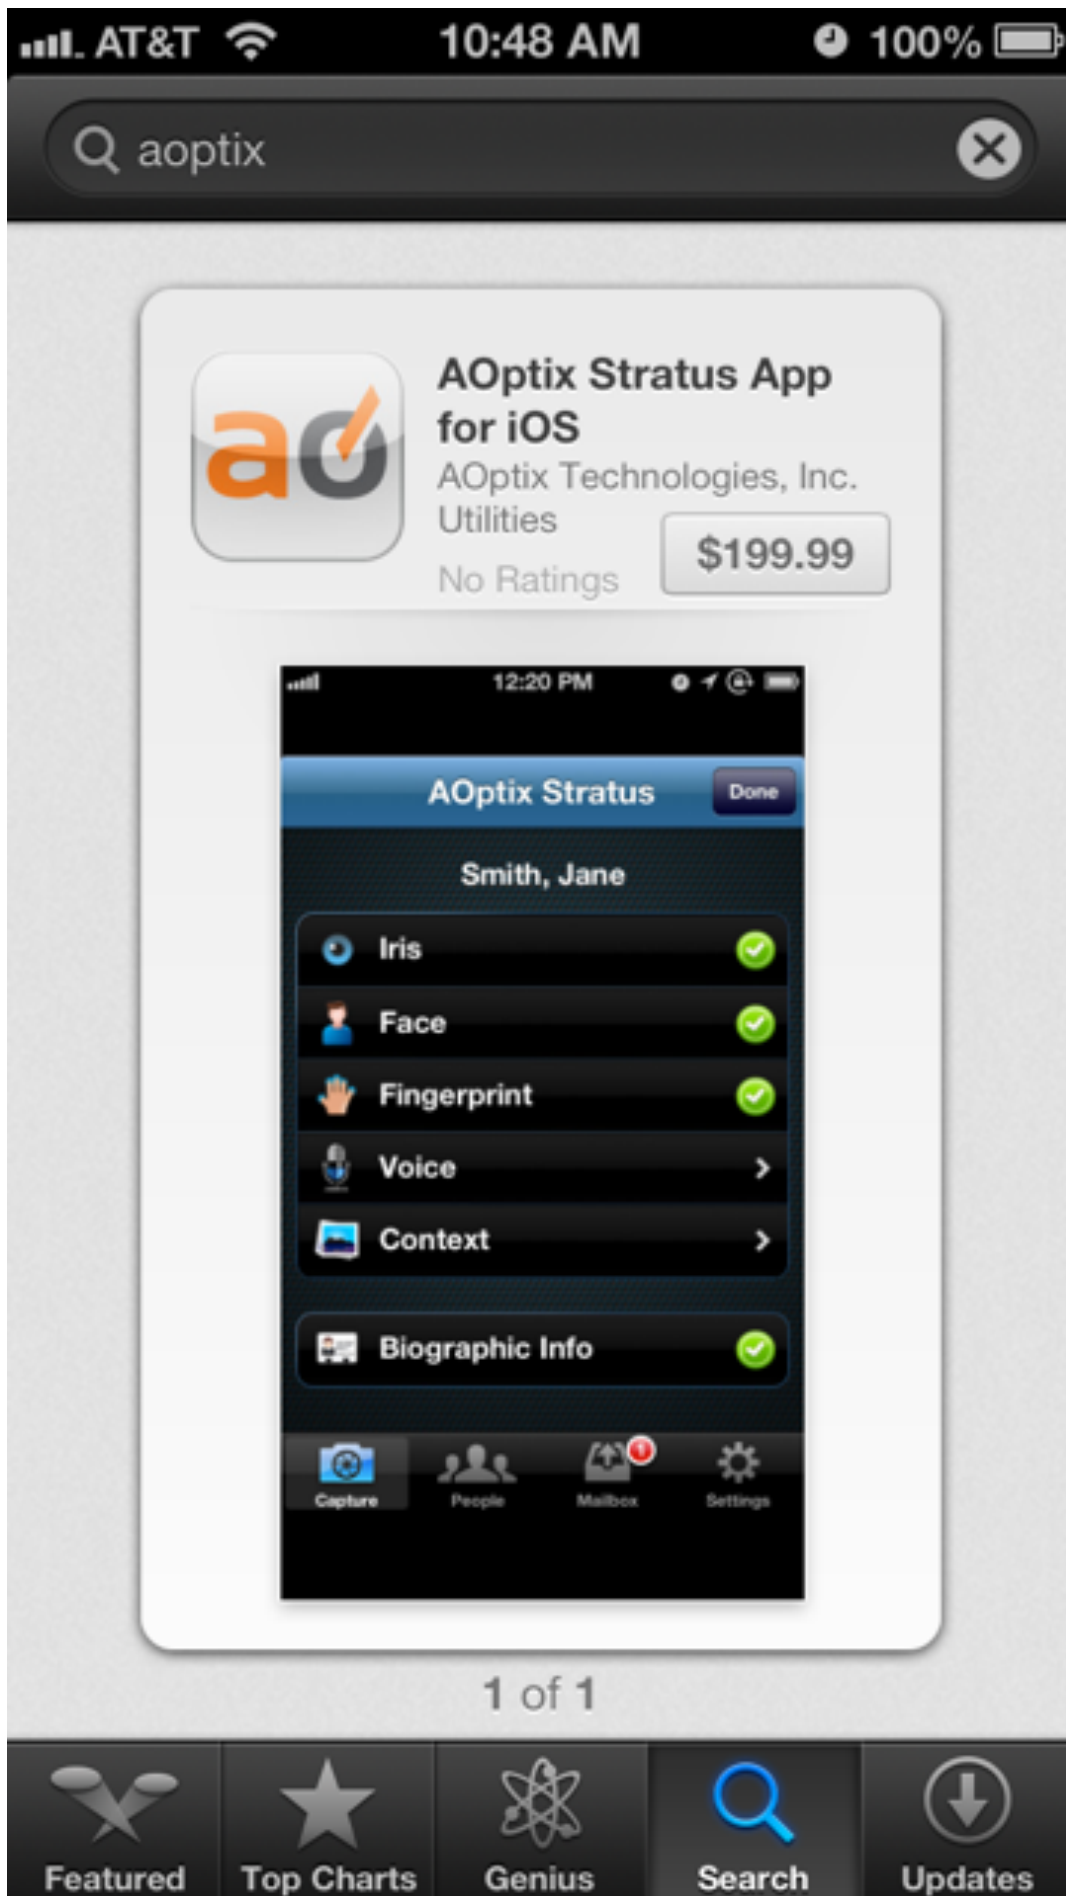 AT&T 10:48 AM 100%
aoptix
ao
AOptix Stratus App
for iOS
AOptix Technologies, Inc.
Utilities
$199.99
No Ratings
12:20 PM
AOptix Stratus Done
Smith, Jane
Iris
Face
Fingerprint
Voice
Context
Biographic Info
1
Capture People Mailbox Settings
1 of 1
Featured Top Charts Genius Search Updates